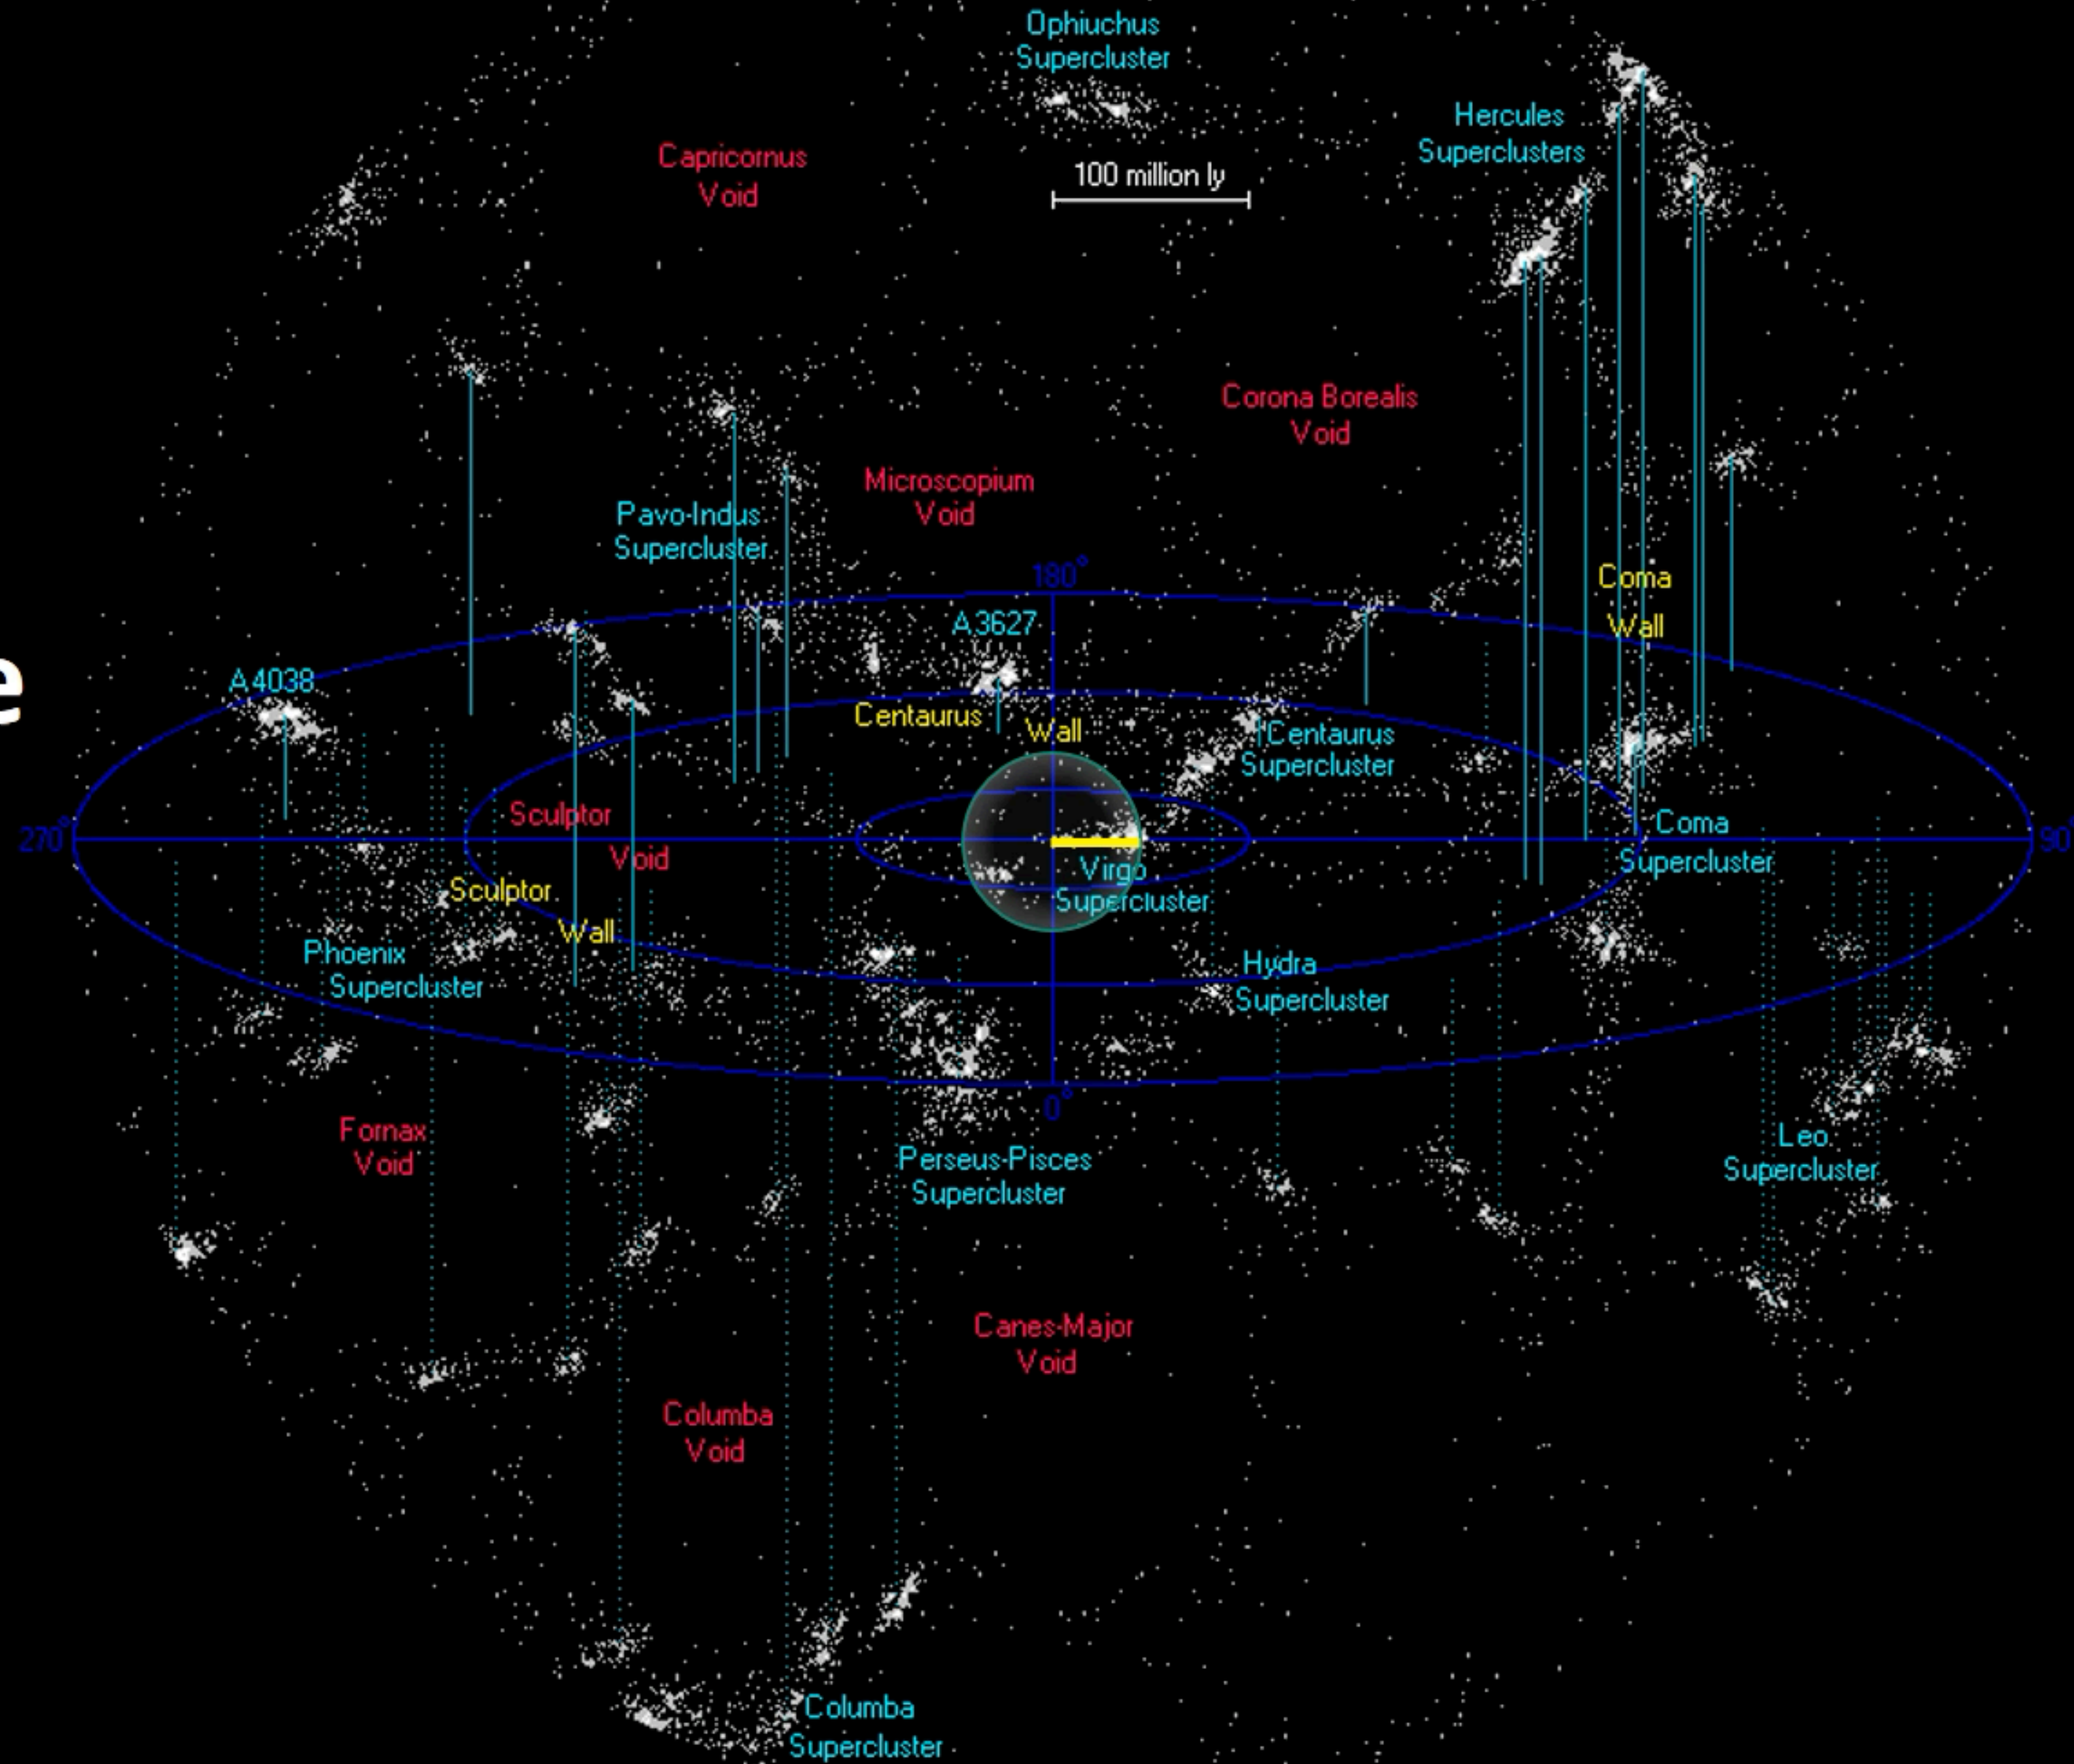 Ophiuchus
Supercluster
Hercules
Superclusters
Capricornus
Void
100 million ly
Corona Borealis
Void
Microscopium
Void
Pavo-Indus
Supercluster
180°
Coma
Wall
A3627
A4038
Centaurus
Wall
Centaurus
Supercluster
e
Sculptor
Void
270°
90°
Coma
Supercluster
Virgo
Supercluster
Sculptor
Wall
Phoenix
Supercluster
Hydra
Supercluster
0°
Fornax
Void
Perseus-Pisces
Supercluster
Leo
Supercluster
Canes-Major
Void
Columba
Void
Columba
Supercluster